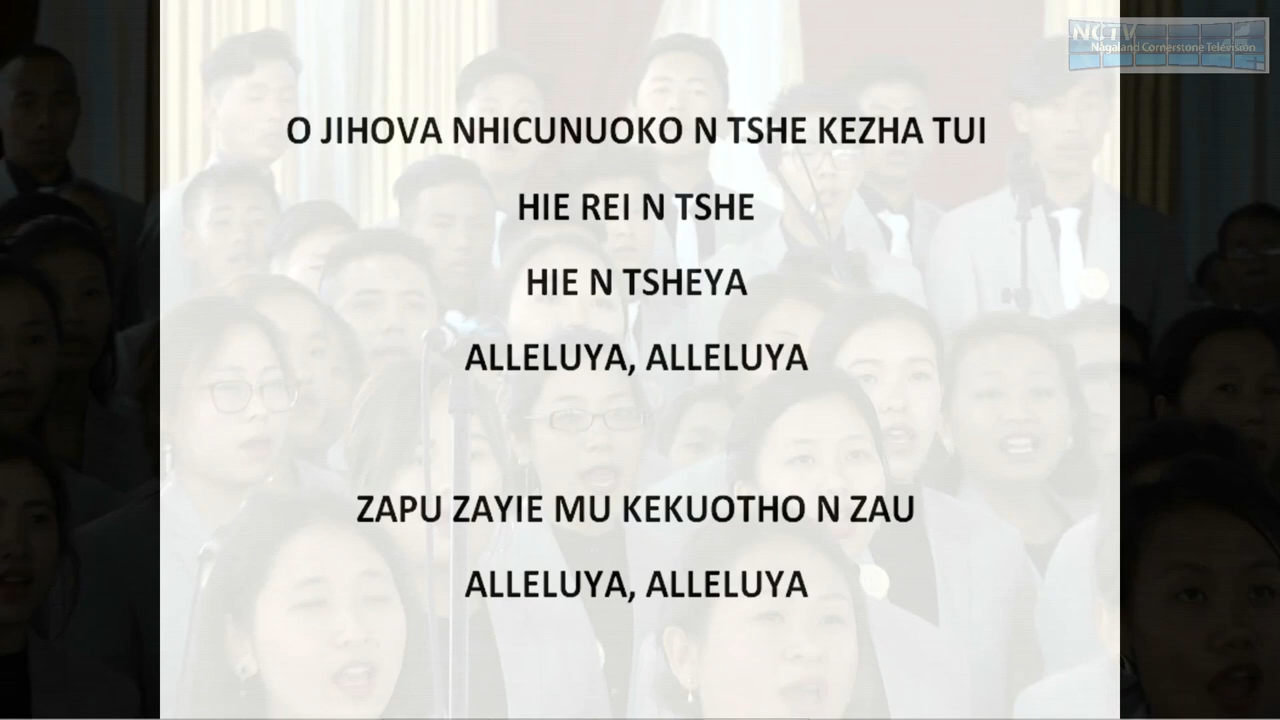 NCTV
Nagaland Cornerstone Television
O JIHOVA NHICUNUOKO N TSHE KEZHA TUI
HIE REI N TSHE
HIE N TSHEYA
ALLELUYA, ALLELUYA
ZAPU ZAYIE MU KEKUOTHO N ZAU
ALLELUYA, ALLELUYA